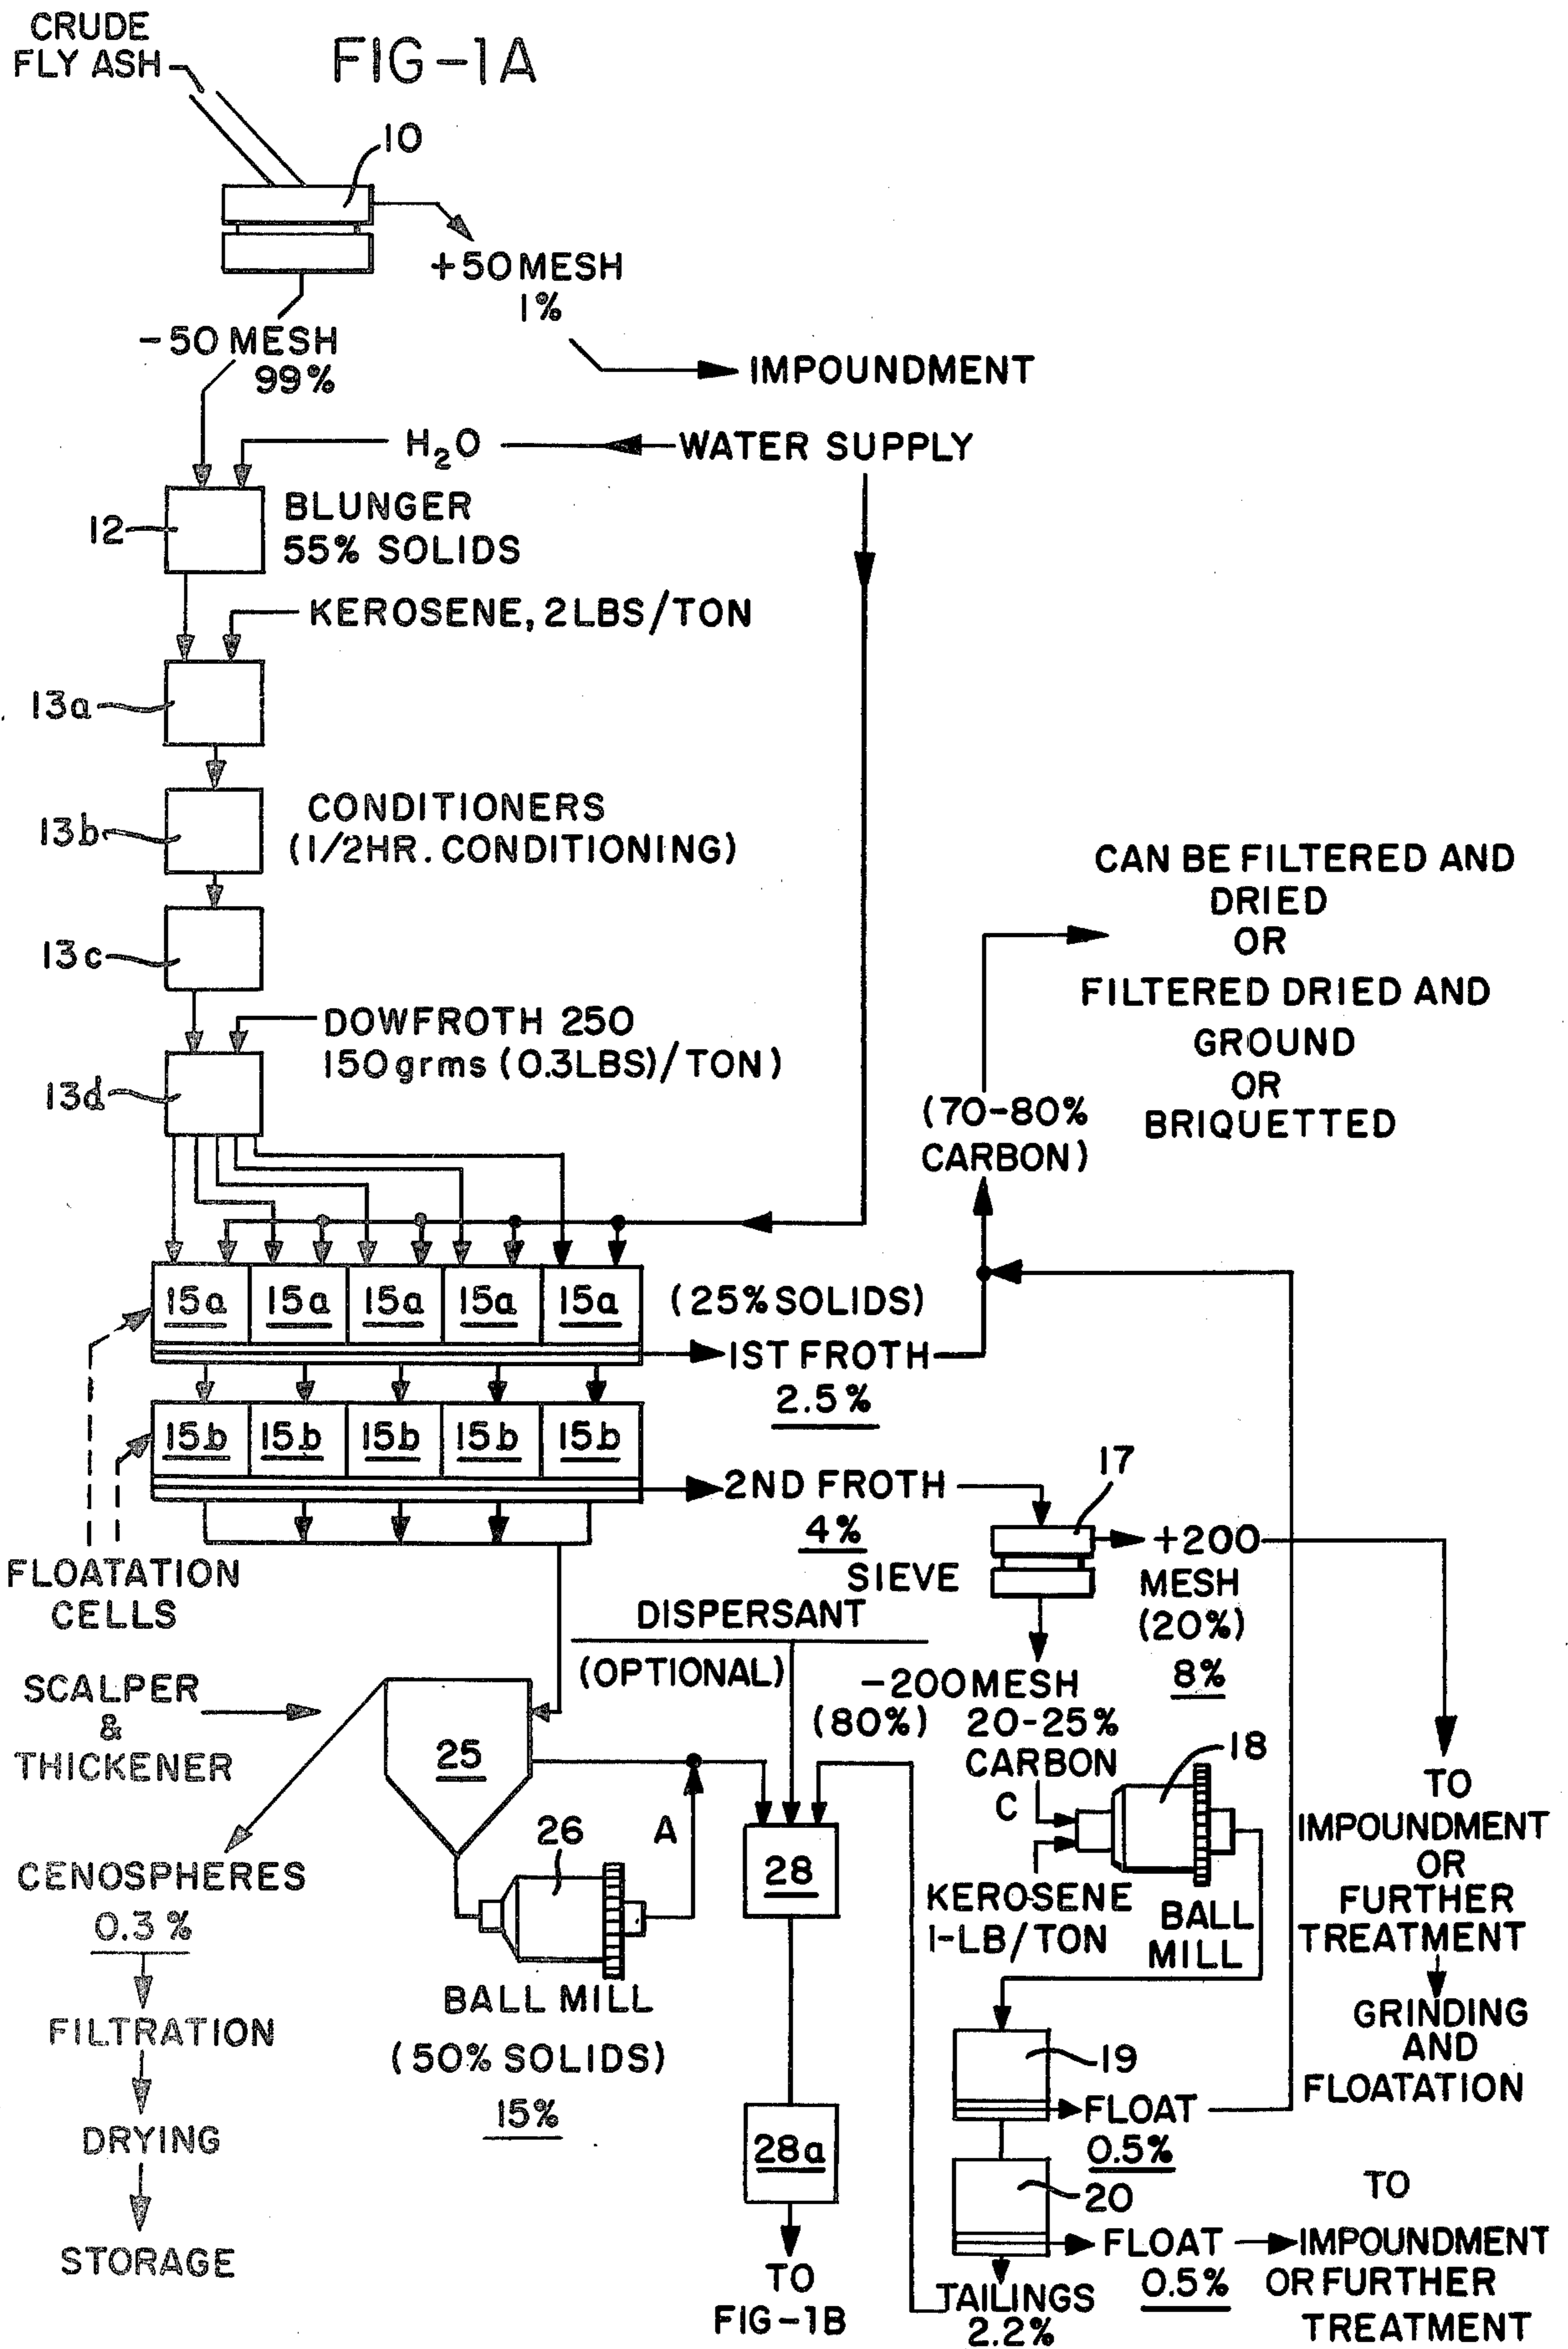 CRUDE
FLY ASH
FIG-1A
10
+50 MESH
1%
-50 MESH
99%
IMPOUNDMENT
H2O
WATER SUPPLY
12
BLUNGER
55% SOLIDS
KEROSENE, 2 LBS/TON
13a
13b
CONDITIONERS
(1/2HR. CONDITIONING)
13c
CAN BE FILTERED AND
DRIED
OR
FILTERED DRIED AND
GROUND
OR
BRIQUETTED
DOWFROTH 250
150 grms (0.3LBS)/TON)
13d
(70-80%
CARBON)
15a 15a 15a 15a 15a
(25% SOLIDS)
1ST FROTH
2.5%
15b 15b 15b 15b 15b
2ND FROTH
4%
17
SIEVE
+200
MESH
(20%)
8%
FLOATATION
CELLS
DISPERSANT
(OPTIONAL)
-200 MESH
(80%) 20-25%
CARBON
SCALPER
&
THICKENER
25
C
18
TO
IMPOUNDMENT
OR
FURTHER
TREATMENT
26
A
28
CENOSPHERES
0.3%
KEROSENE
1-LB/TON
BALL
MILL
BALL MILL
(50% SOLIDS)
15%
FILTRATION
GRINDING
AND
FLOATATION
19
FLOAT
0.5%
DRYING
28a
20
STORAGE
FLOAT
0.5%
TO
IMPOUNDMENT
OR FURTHER
TREATMENT
TO
FIG-1B
TAILINGS
2.2%